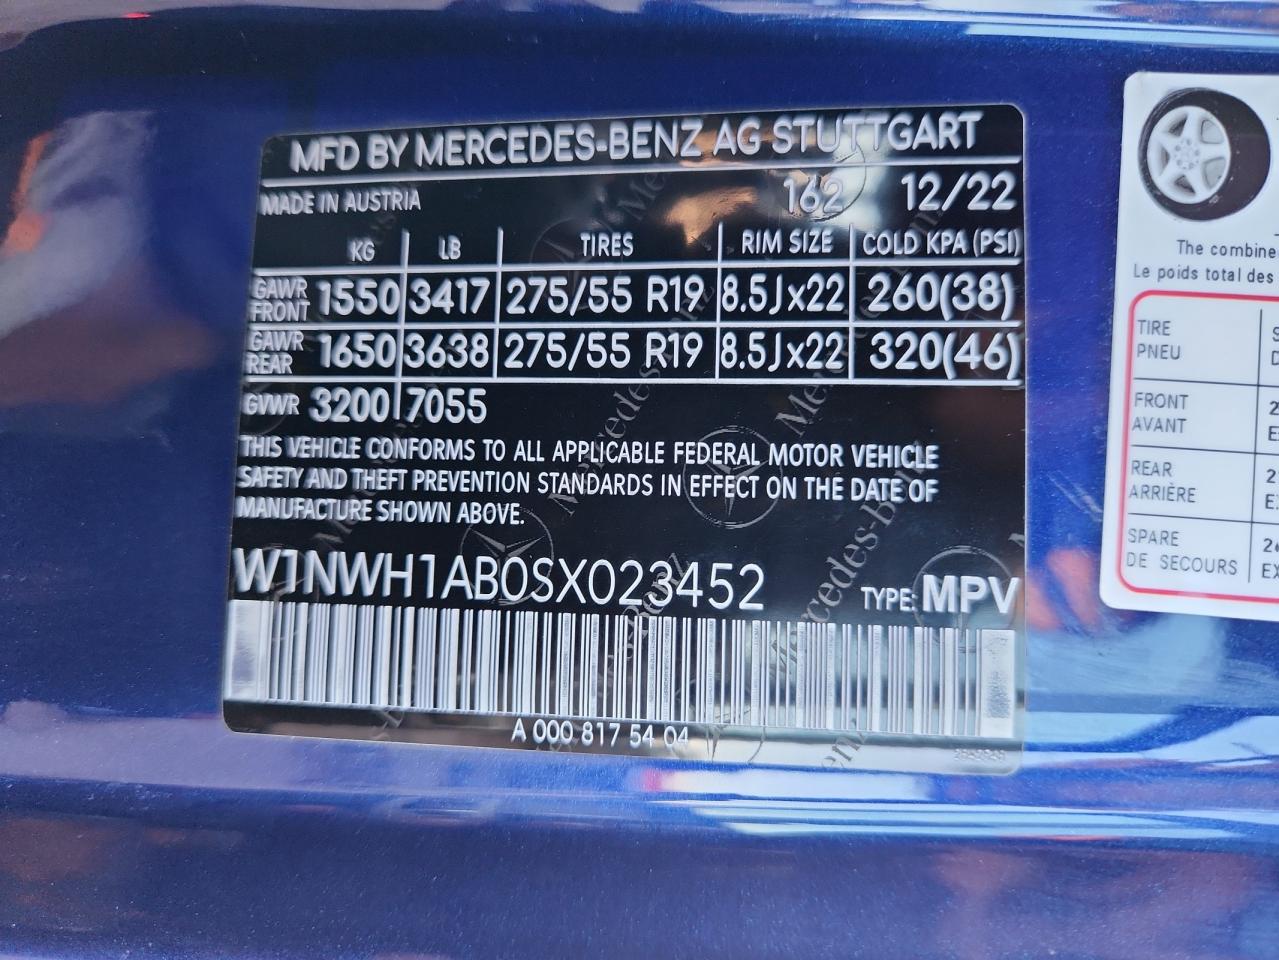 MFD BY MERCEDES-BENZ AG STUTTGART
MADE IN AUSTRIA 162 12/22
KG LB TIRES RIM SIZE COLD KPA (PSI)
GAWR FRONT 1550 3417 275/55 R19 8.5Jx22 260(38)
GAWR REAR 1650 3638 275/55 R19 8.5Jx22 320(46)
GVWR 3200 7055
THIS VEHICLE CONFORMS TO ALL APPLICABLE FEDERAL MOTOR VEHICLE
SAFETY AND THEFT PREVENTION STANDARDS IN EFFECT ON THE DATE OF
MANUFACTURE SHOWN ABOVE.
W1NWH1AB0SX023452 TYPE: MPV
A 000 817 54 04
The combine
Le poids total des
TIRE
PNEU
FRONT
AVANT
REAR
ARRIÈRE
SPARE
DE SECOURS